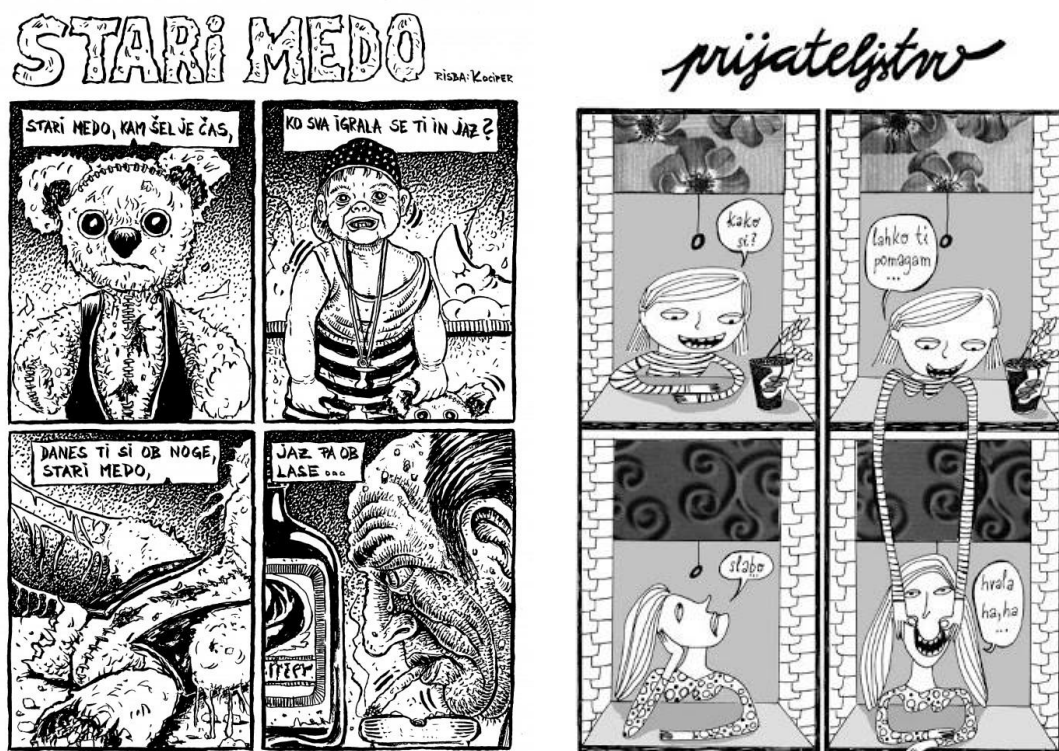 STARI MEDO
RISBA: KOCIPER
STARI MEDO, KAM ŠEL JE ČAS,
KO SVA IGRALA SE TI IN JAZ?
DANES TI SI OB NOGE,
STARI MEDO,
JAZ PA OB
LASE...
prijateljstvo
kako
si?
slabo
...
lahko ti
pomagam
...
hvala
ha, ha
...